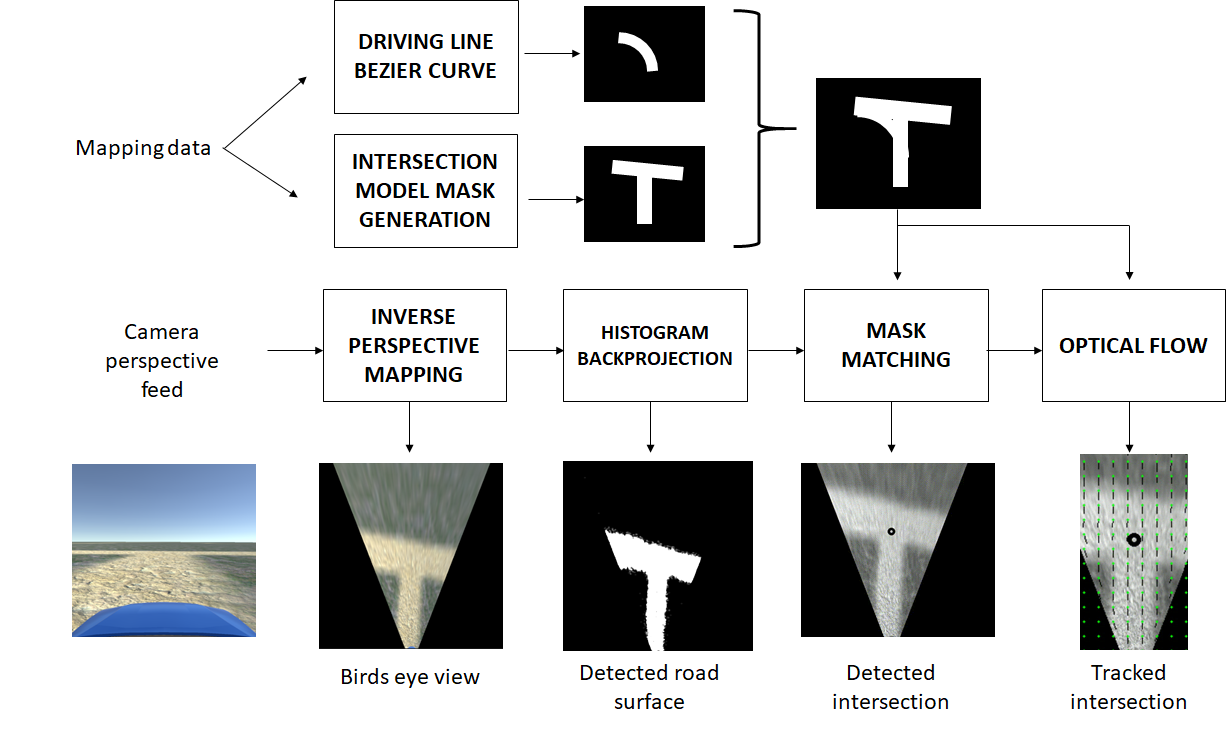 DRIVING LINE
BEZIER CURVE
Mapping data
INTERSECTION
MODEL MASK
GENERATION
Camera
perspective
feed
INVERSE
PERSPECTIVE
MAPPING
HISTOGRAM
BACKPROJECTION
MASK
MATCHING
OPTICAL FLOW
Birds eye view
Detected road
surface
Detected
intersection
Tracked
intersection